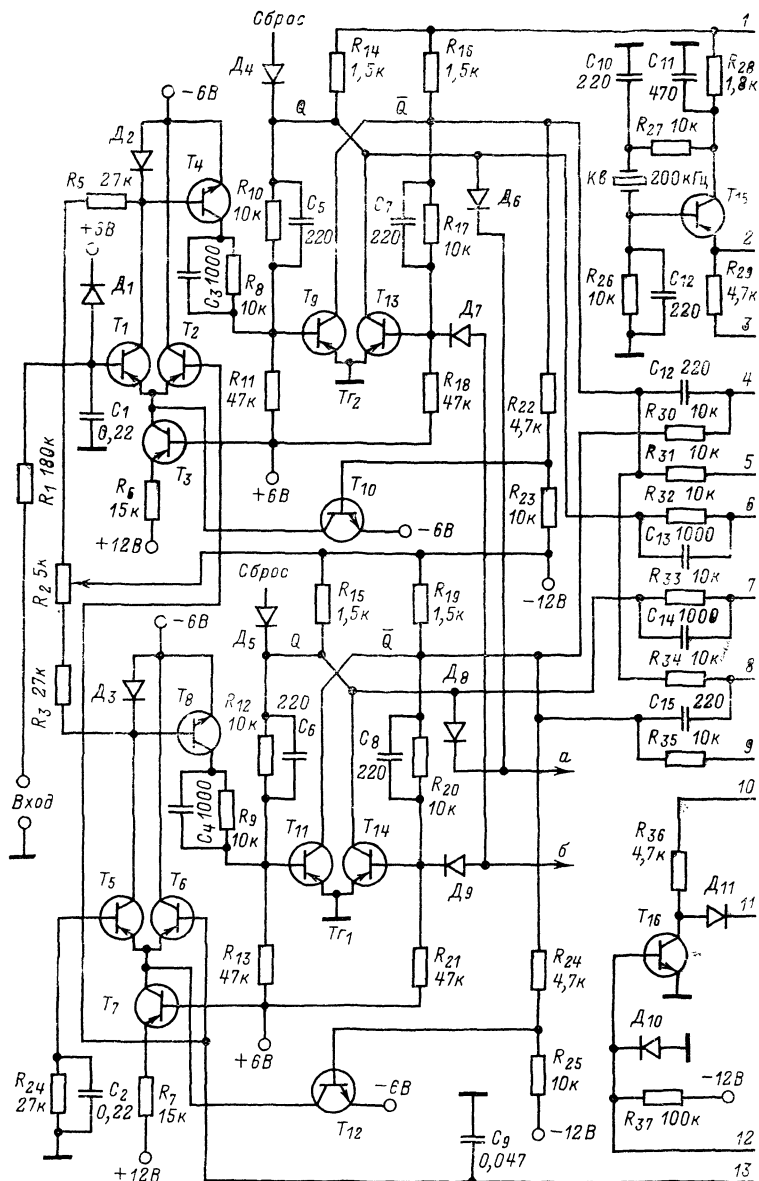 Сброс
1
R14
1,5к
R16
1,5к
C10
220
C11
470
R28
1,8к
Д4
-6В
Q
Q̅
R27 10к
Д2
T4
R5
27к
R10
10к
C5
220
C7
220
R17
10к
Д6
Кв
200кГц
T15
+6В
2
Д1
C3 1000
R8
10к
R26
10к
C12
220
R29
4,7к
T1
T2
T9
T13
Д7
3
Тг2
R11
47к
R18
47к
R22
4,7к
C12 220
4
C1
0,22
R30 10к
T3
R31 10к
5
R1 180к
R6
15к
+6В
T10
R23
10к
R32 10к
6
+12В
-6В
C13 1000
R2 5к
Сброс
R15
1,5к
R19
1,5к
-12В
R33 10к
7
-6В
Д5
Q
Q̅
C14 1000
R34 10к
8
R3 27к
Д3
T8
R12
10к
220
C6
C8
220
R20
10к
Д8
C15 220
R35 10к
9
Вход
C4 1000
R9
10к
а
10
T11
T14
Д9
б
R36
4,7к
T5
T6
Тг1
Д11
11
T16
R13
47к
R21
47к
R24
4,7к
T7
+6В
Д10
R24
27к
C2
0,22
R7
15к
T12
-6В
R25
10к
-12В
R37 100к
+12В
C9
0,047
-12В
12
13